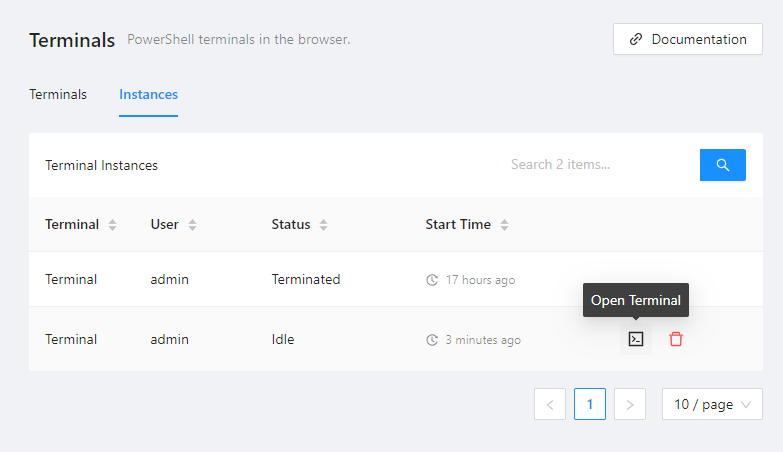 Terminals PowerShell terminals in the browser. Documentation
Terminals Instances
Terminal Instances Search 2 items...
Terminal User Status Start Time
Terminal admin Terminated 17 hours ago
Open Terminal
Terminal admin Idle 3 minutes ago
1 10 / page